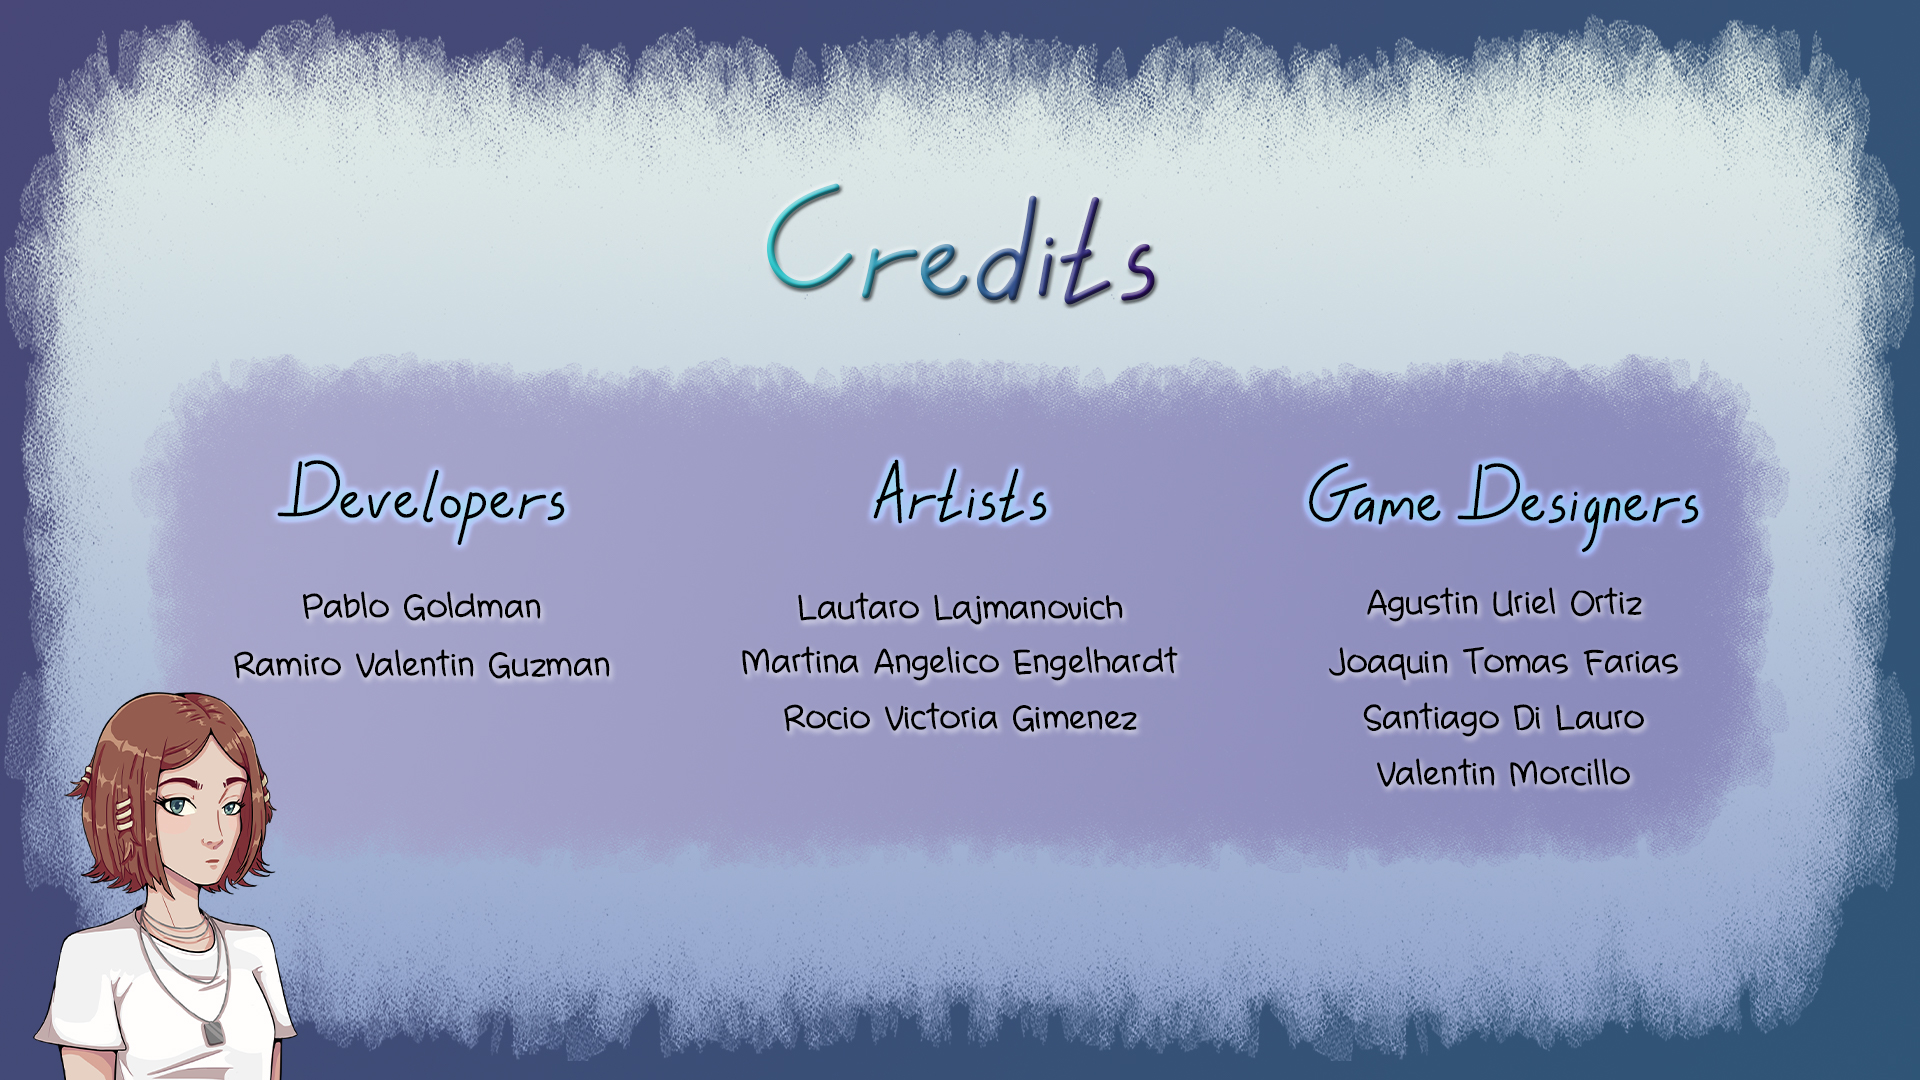 Credits
Developers
Pablo Goldman
Ramiro Valentin Guzman
Artists
Lautaro Lajmanovich
Martina Angelico Engelhardt
Rocio Victoria Gimenez
Game Designers
Agustin Uriel Ortiz
Joaquin Tomas Farias
Santiago Di Lauro
Valentin Morcillo